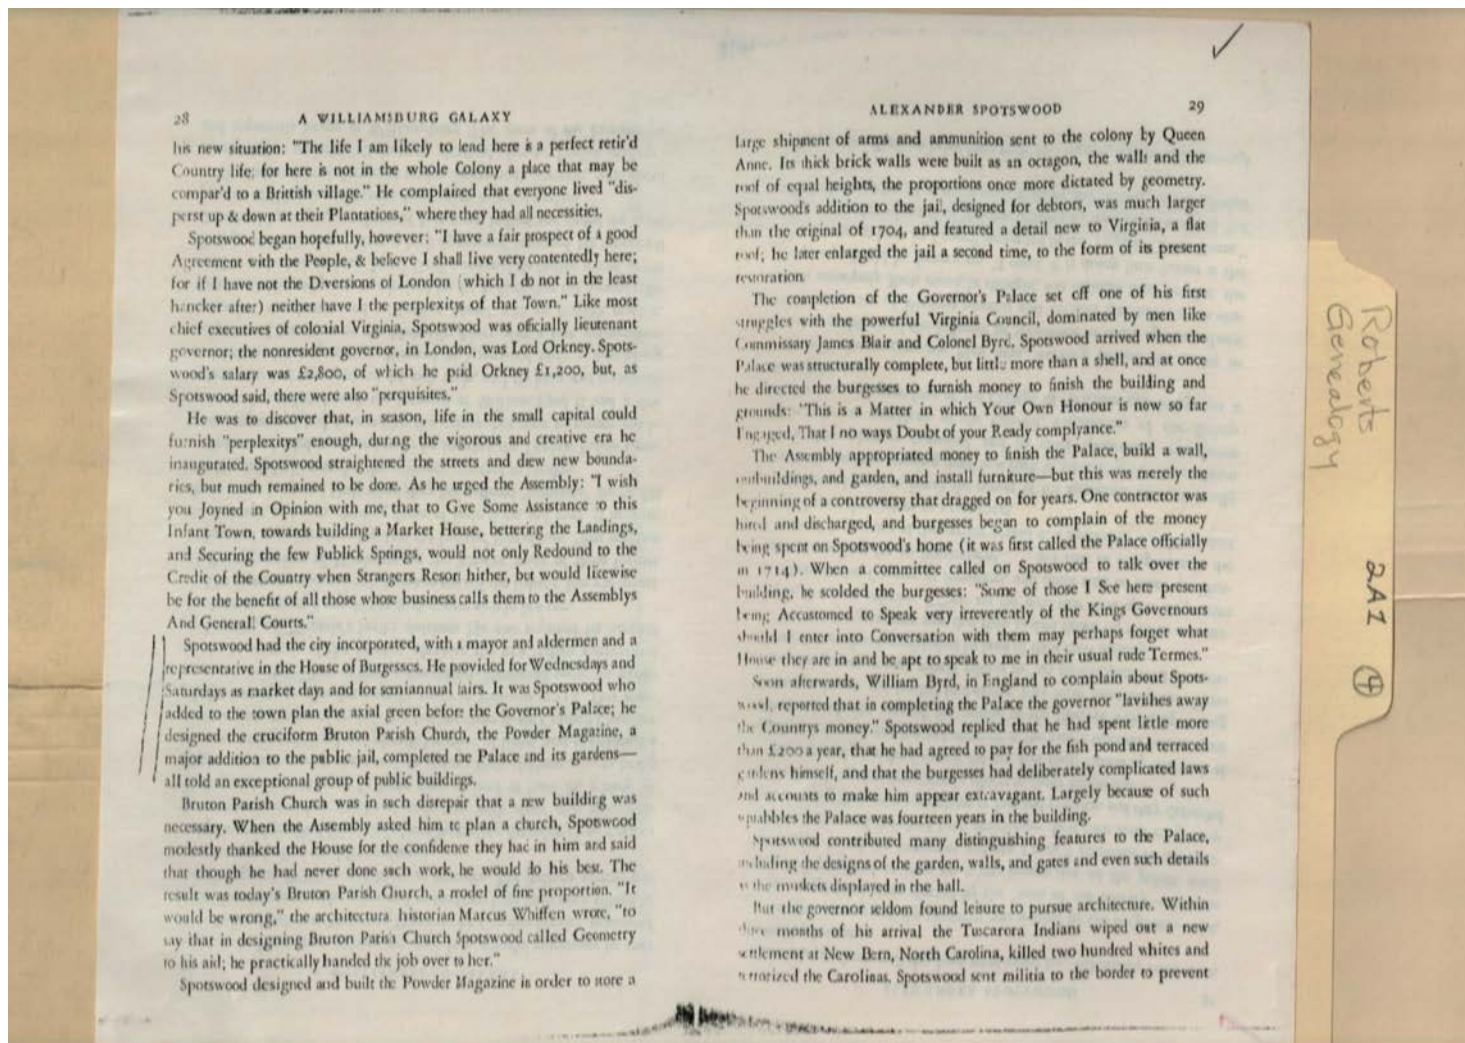 28 A WILLIAMSBURG GALAXY
his new situation: "The life I am likely to lead here is a perfect retir'd
Country life; for here is not in the whole Colony a place that may be
compar'd to a Brittish village." He complained that everyone lived "dis-
perst up & down at their Plantations," where they had all necessities.
Spotswood began hopefully, however: "I have a fair prospect of a good
Agreement with the People, & believe I shall live very contentedly here;
for if I have not the Diversions of London (which I do not in the least
hancker after) neither have I the perplexitys of that Town." Like most
chief executives of colonial Virginia, Spotswood was officially lieutenant
governor; the nonresident governor, in London, was Lord Orkney. Spots-
wood's salary was £2,800, of which he paid Orkney £1,200, but, as
Spotswood said, there were also "perquisites."
He was to discover that, in season, life in the small capital could
furnish "perplexitys" enough, during the vigorous and creative era he
inaugurated. Spotswood straightened the streets and drew new bounda-
ries, but much remained to be done. As he urged the Assembly: "I wish
you Joyned in Opinion with me, that to Give Some Assistance to this
Infant Town, towards building a Market House, bettering the Landings,
and Securing the few Publick Springs, would not only Redound to the
Credit of the Country when Strangers Resort hither, but would likewise
be for the benefit of all those whose business calls them to the Assemblys
And Generall Courts."
Spotswood had the city incorporated, with a mayor and aldermen and a
representative in the House of Burgesses. He provided for Wednesdays and
Saturdays as market days and for semiannual fairs. It was Spotswood who
added to the town plan the axial green before the Governor's Palace; he
designed the cruciform Bruton Parish Church, the Powder Magazine, a
major addition to the public jail, completed the Palace and its gardens—
all told an exceptional group of public buildings.
Bruton Parish Church was in such disrepair that a new building was
necessary. When the Assembly asked him to plan a church, Spotswood
modestly thanked the House for the confidence they had in him and said
that though he had never done such work, he would do his best. The
result was today's Bruton Parish Church, a model of fine proportion. "It
would be wrong," the architectural historian Marcus Whiffen wrote, "to
say that in designing Bruton Parish Church Spotswood called Geometry
to his aid; he practically handed the job over to her."
Spotswood designed and built the Powder Magazine in order to store a
ALEXANDER SPOTSWOOD 29
large shipment of arms and ammunition sent to the colony by Queen
Anne. Its thick brick walls were built as an octagon, the walls and the
roof of equal heights, the proportions once more dictated by geometry.
Spotswood's addition to the jail, designed for debtors, was much larger
than the original of 1704, and featured a detail new to Virginia, a flat
roof; he later enlarged the jail a second time, to the form of its present
restoration.
The completion of the Governor's Palace set off one of his first
struggles with the powerful Virginia Council, dominated by men like
Commissary James Blair and Colonel Byrd. Spotswood arrived when the
Palace was structurally complete, but little more than a shell, and at once
he directed the burgesses to furnish money to finish the building and
grounds: "This is a Matter in which Your Own Honour is now so far
Engaged, That I no ways Doubt of your Ready complyance."
The Assembly appropriated money to finish the Palace, build a wall,
outbuildings, and garden, and install furniture—but this was merely the
beginning of a controversy that dragged on for years. One contractor was
hired and discharged, and burgesses began to complain of the money
being spent on Spotswood's home (it was first called the Palace officially
in 1714). When a committee called on Spotswood to talk over the
building, he scolded the burgesses: "Some of those I See here present
being Accustomed to Speak very irreverently of the Kings Governours
should I enter into Conversation with them may perhaps forget what
House they are in and be apt to speak to me in their usual rude Termes."
Soon afterwards, William Byrd, in England to complain about Spots-
wood, reported that in completing the Palace the governor "lavishes away
the Countrys money." Spotswood replied that he had spent little more
than £200 a year, that he had agreed to pay for the fish pond and terraced
gardens himself, and that the burgesses had deliberately complicated laws
and accounts to make him appear extravagant. Largely because of such
squabbles the Palace was fourteen years in the building.
Spotswood contributed many distinguishing features to the Palace,
including the designs of the garden, walls, and gates and even such details
as the muskets displayed in the hall.
But the governor seldom found leisure to pursue architecture. Within
three months of his arrival the Tuscarora Indians wiped out a new
settlement at New Bern, North Carolina, killed two hundred whites and
terrorized the Carolinas. Spotswood sent militia to the border to prevent
Roberts
Genealogy
2A1 4